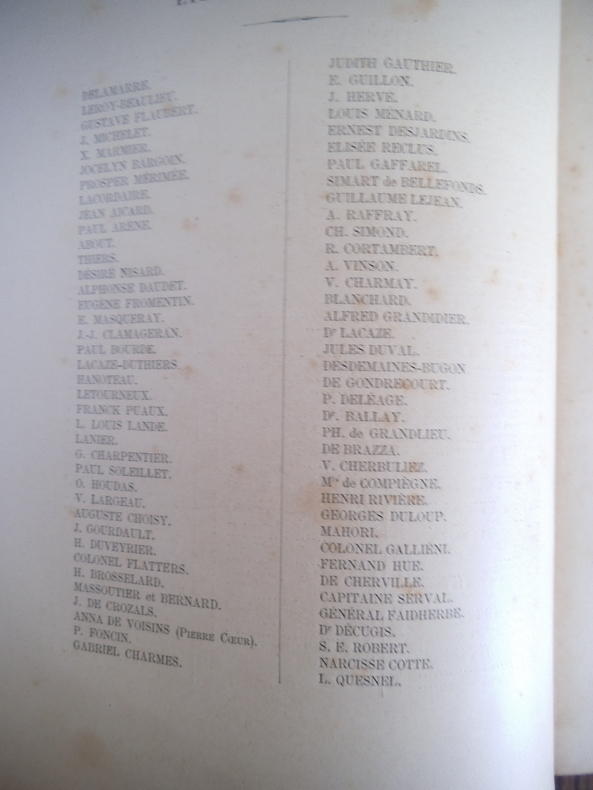 DELAMARRE.
LEROY-BEAULIEU.
GUSTAVE FLAUBERT.
J. MICHELET.
X. MARMIER.
JOCELYN BARGOIN.
PROSPER MÉRIMÉE.
LACORDAIRE.
JEAN AICARD.
PAUL ARÈNE.
ABOUT.
THIERS.
DÉSIRÉ NISARD.
ALPHONSE DAUDET.
EUGÈNE FROMENTIN.
E. MASQUERAY.
J.-J. CLAMAGERAN.
PAUL BOURDE.
LACAZE-DUTHIERS.
HANOTEAU.
LETOURNEUX.
FRANCK PUAUX.
L. LOUIS LANDE.
LANIER.
G. CHARPENTIER.
PAUL SOLEILLET.
O. HOUDAS.
V. LARGEAU.
AUGUSTE CHOISY.
J. GOURDAULT.
H. DUVEYRIER.
COLONEL FLATTERS.
H. BROSSELARD.
MASSOUTIER et BERNARD.
J. DE CROZALS.
ANNA DE VOISINS (PIERRE CŒUR).
P. FONCIN.
GABRIEL CHARMES.
JUDITH GAUTHIER.
E. GUILLON.
J. HERVÉ.
LOUIS MÉNARD.
ERNEST DESJARDINS.
ELISÉE RECLUS.
PAUL GAFFAREL.
SIMART de BELLEFONDS.
GUILLAUME LEJEAN.
A. RAFFRAY.
CH. SIMOND.
R. CORTAMBERT.
A. VINSON.
V. CHARMAY.
BLANCHARD.
ALFRED GRANDIDIER.
Dr LACAZE.
JULES DUVAL.
DESDEMAINES-HUGON
DE GONDRECOURT.
P. DELÉAGE.
Dr. BALLAY.
PH. de GRANDLIEU.
DE BRAZZA.
V. CHERBULIEZ.
Mis de COMPIÈGNE.
HENRI RIVIÈRE.
GEORGES DULOUP.
MAHORI.
COLONEL GALLIÉNI.
FERNAND HUE.
DE CHERVILLE.
CAPITAINE SERVAL.
GÉNÉRAL FAIDHERBE.
Dr DÉCUGIS.
S. E. ROBERT.
NARCISSE COTTE.
L. QUESNEL.